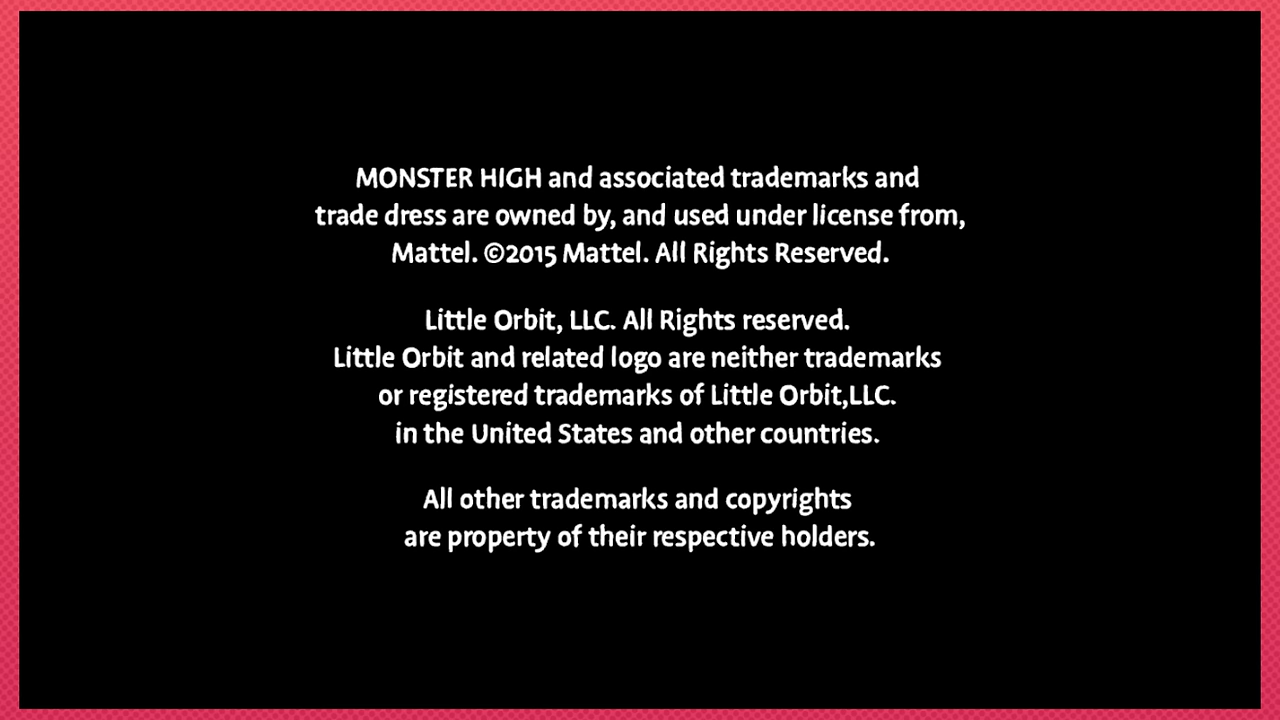 MONSTER HIGH and associated trademarks and
trade dress are owned by, and used under license from,
Mattel. ©2015 Mattel. All Rights Reserved.
Little Orbit, LLC. All Rights reserved.
Little Orbit and related logo are neither trademarks
or registered trademarks of Little Orbit,LLC.
in the United States and other countries.
All other trademarks and copyrights
are property of their respective holders.